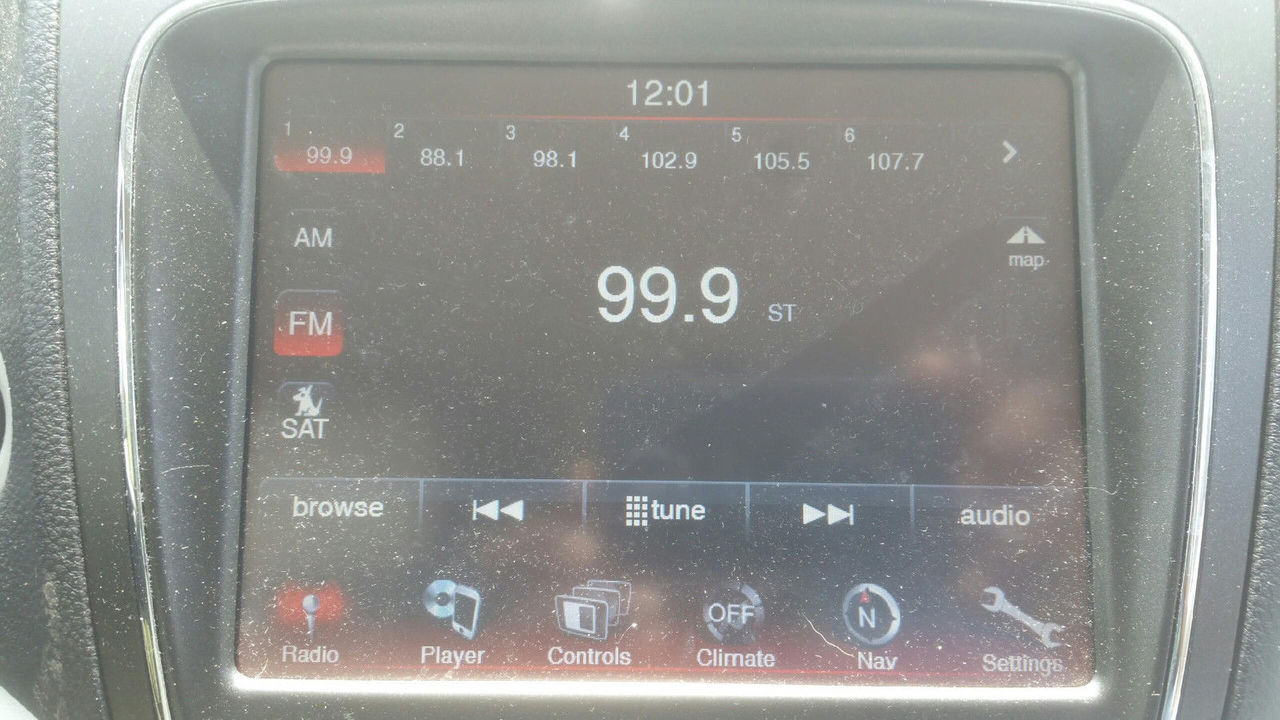 12:01
1 2 3 4 5 6
99.9 88.1 98.1 102.9 105.5 107.7
AM
map
99.9 ST
FM
SAT
browse tune audio
OFF N
Radio Player Controls Climate Nav Settings